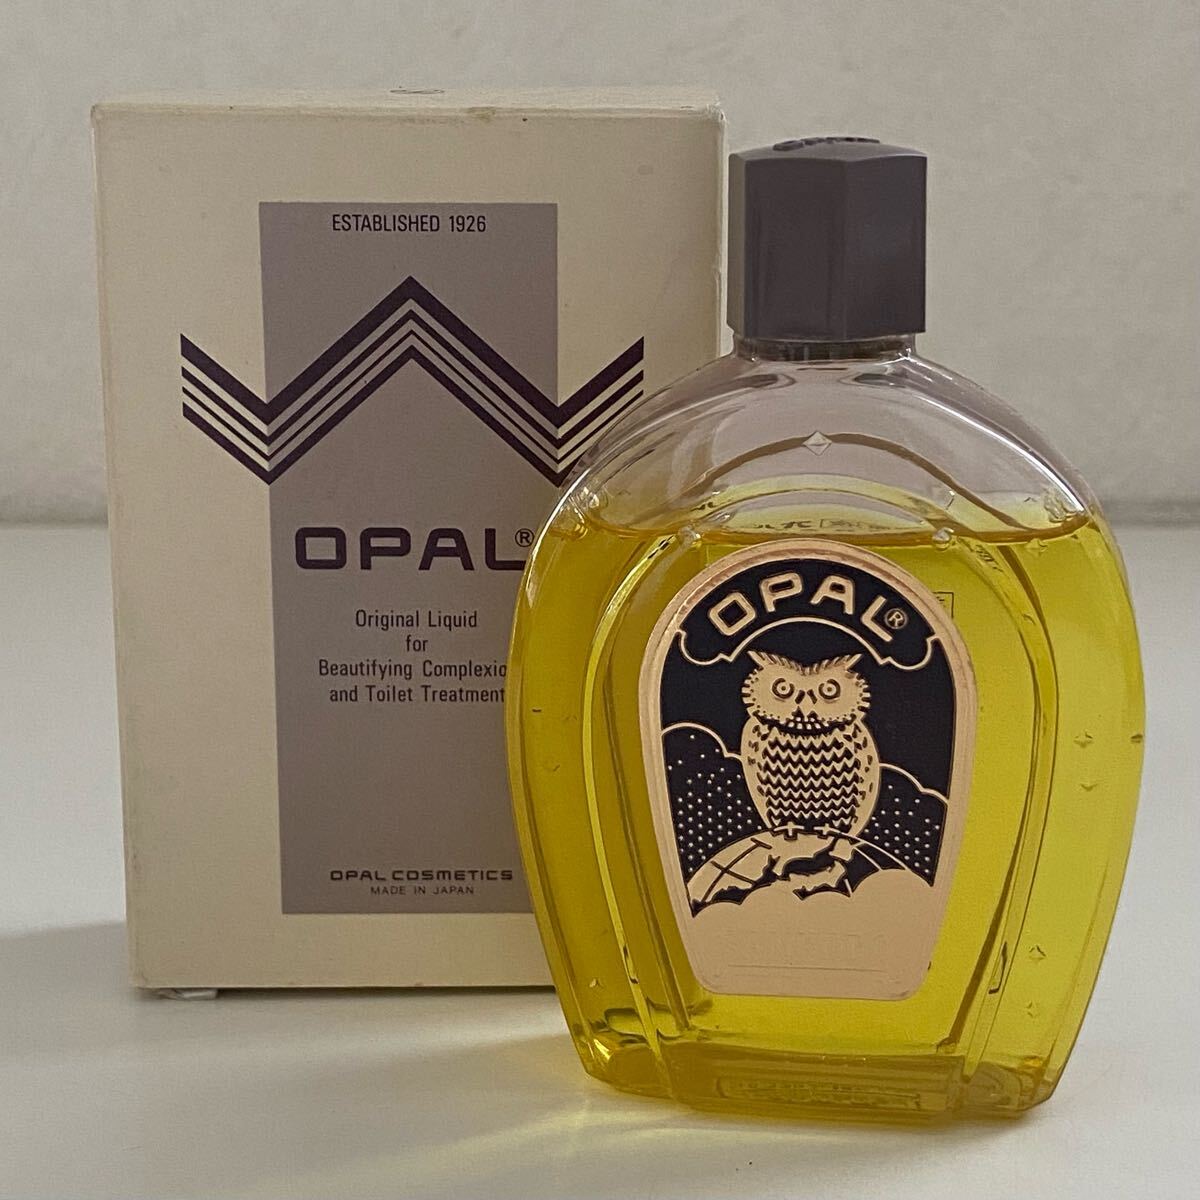 ESTABLISHED 1926
OPAL®
Original Liquid
for
Beautifying Complexio
and Toilet Treatment
OPAL COSMETICS
MADE IN JAPAN
OPAL®